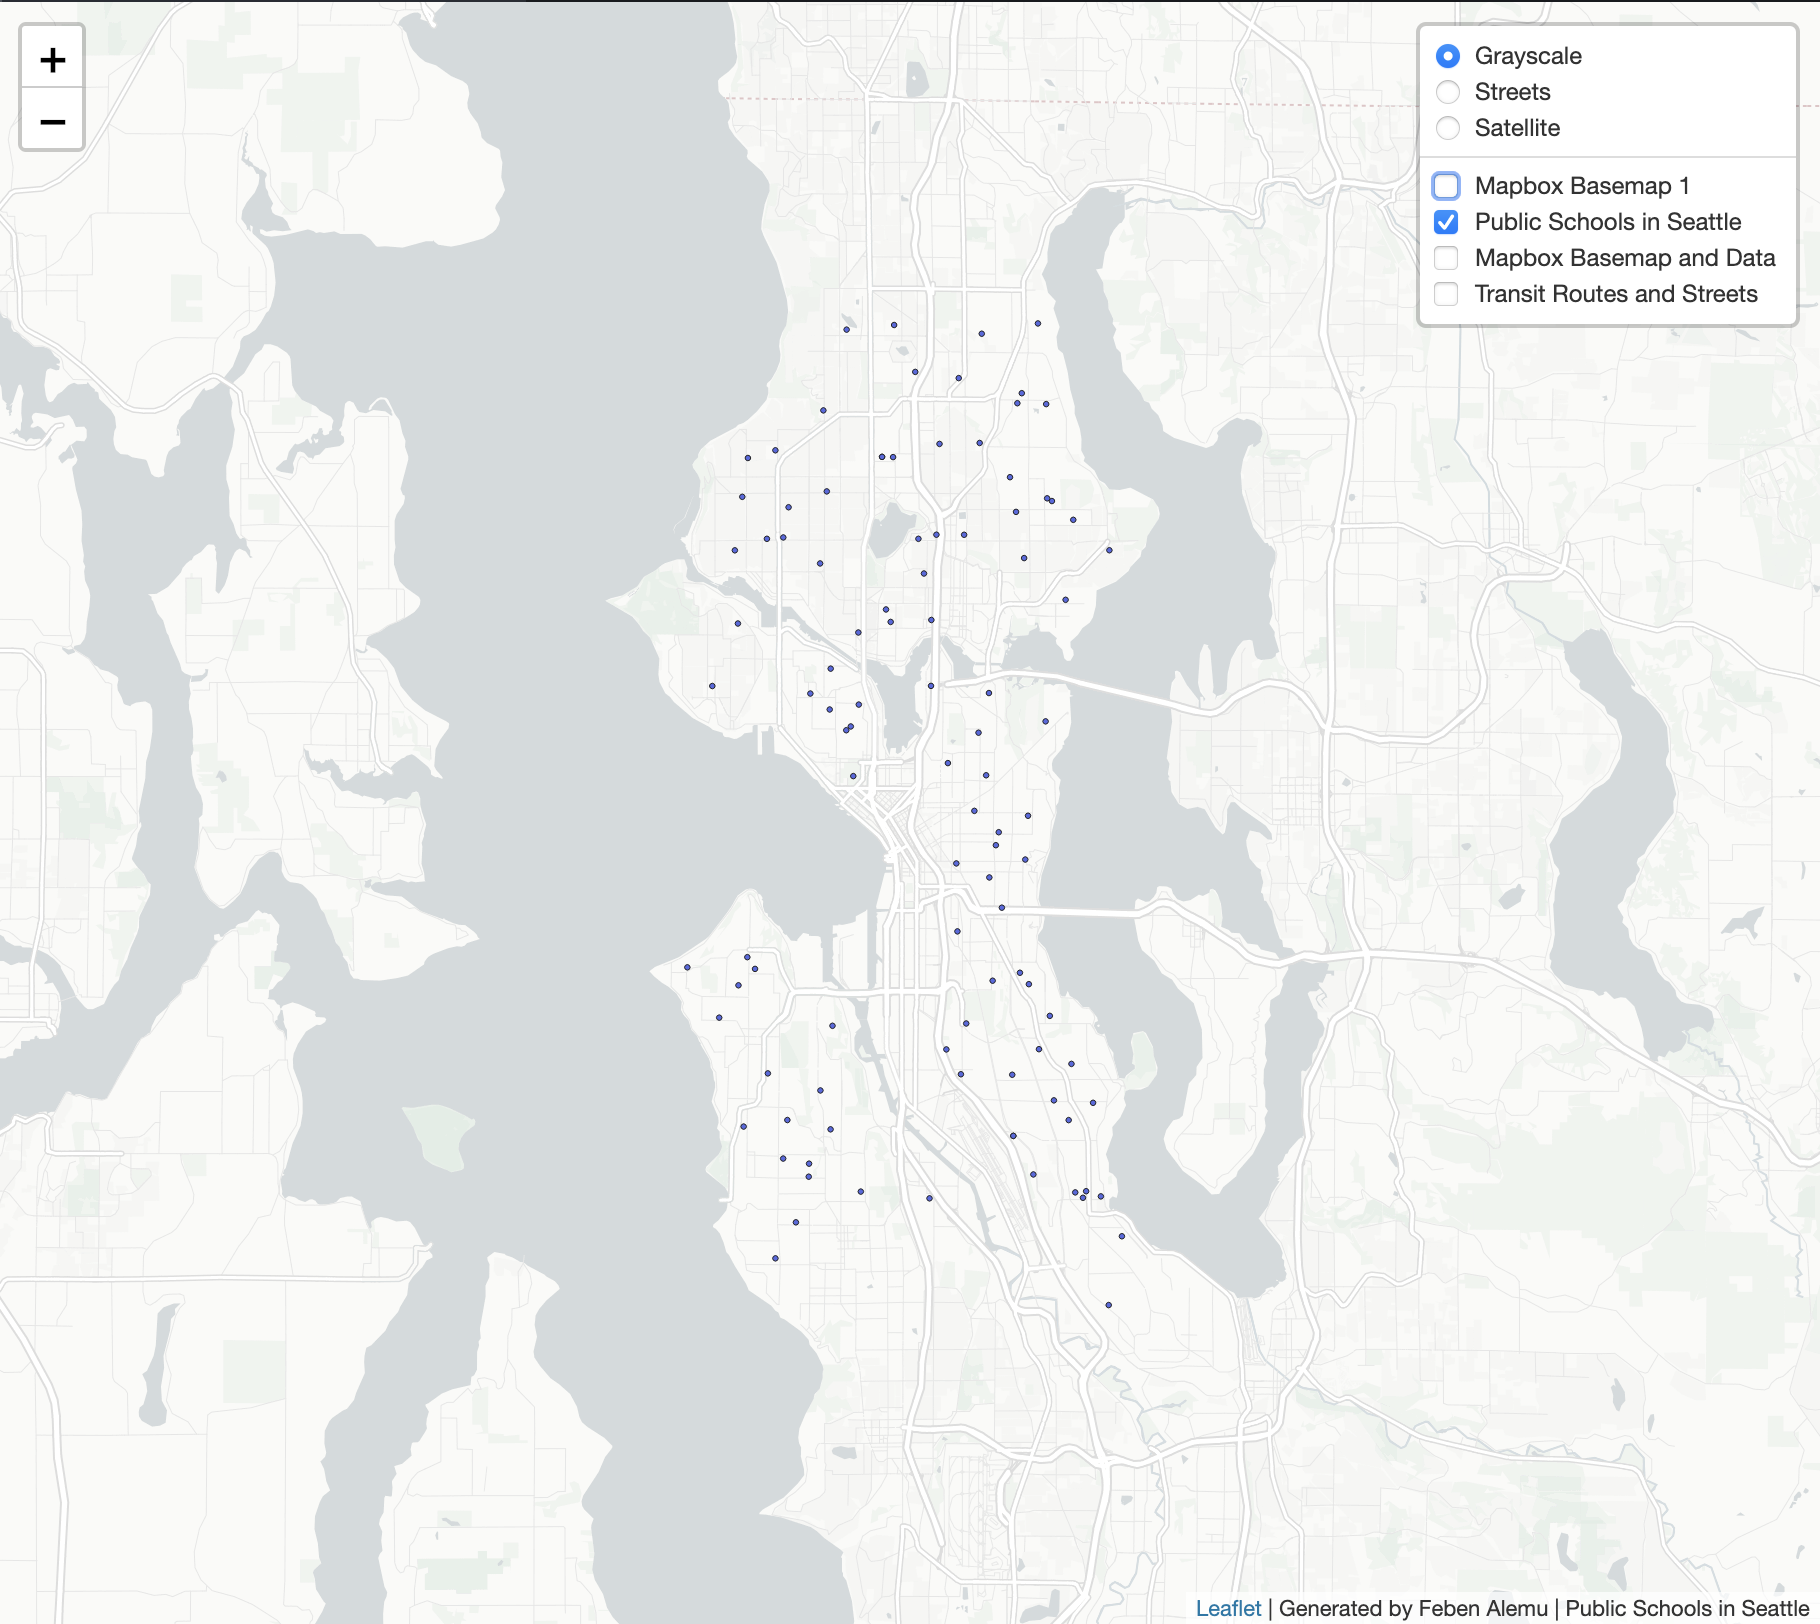 +
−
Grayscale
Streets
Satellite
Mapbox Basemap 1
Public Schools in Seattle
Mapbox Basemap and Data
Transit Routes and Streets
Leaflet | Generated by Feben Alemu | Public Schools in Seattle